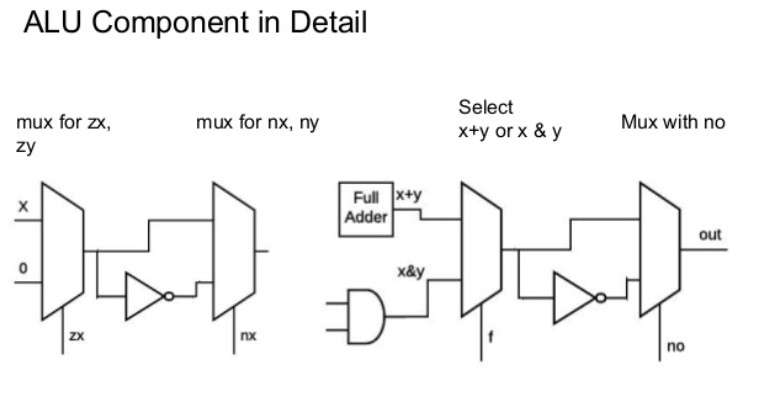 ALU Component in Detail
mux for zx,
zy
mux for nx, ny
Select
x+y or x & y
Mux with no
X
0
zx
nx
Full
Adder
x+y
x&y
f
out
no